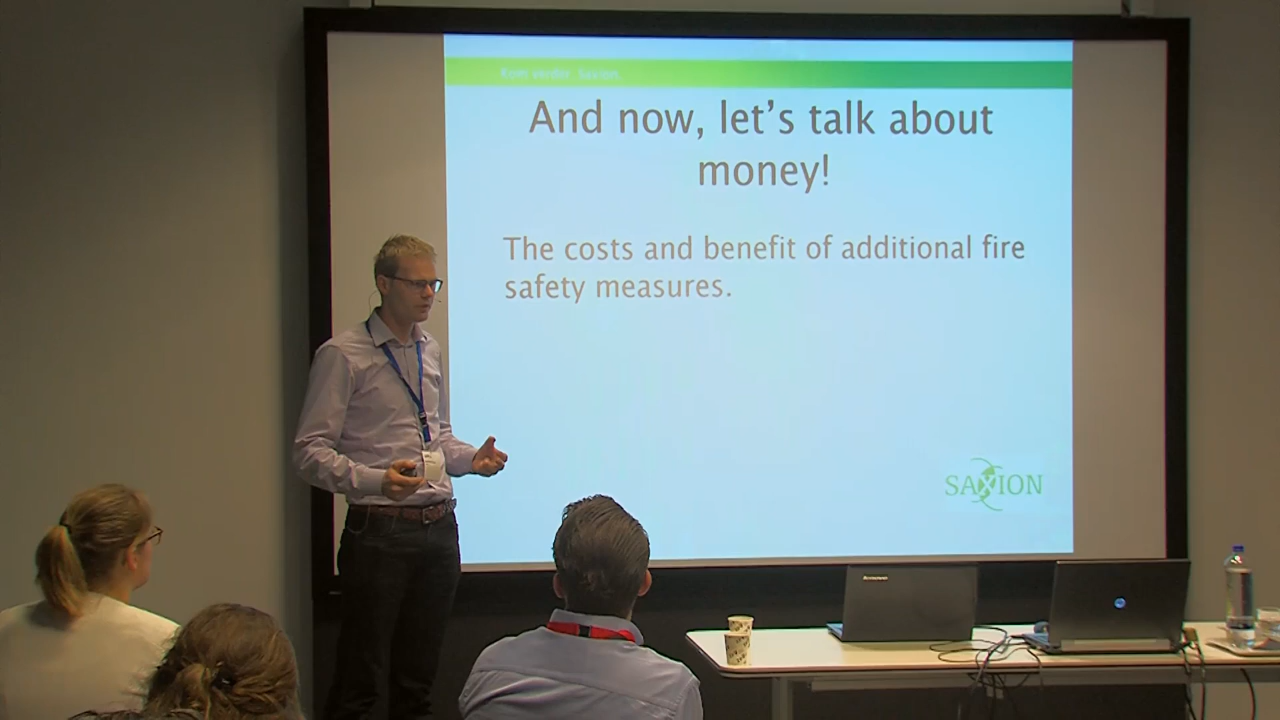 Kom verder. Saxion.
And now, let's talk about
money!
The costs and benefit of additional fire
safety measures.
SAXION
lenovo